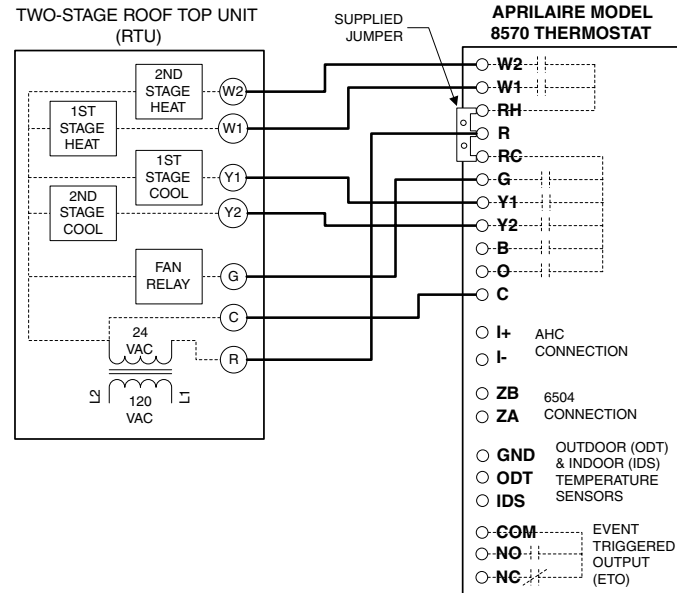 TWO-STAGE ROOF TOP UNIT
(RTU)
SUPPLIED
JUMPER
APRILAIRE MODEL
8570 THERMOSTAT
2ND
STAGE
HEAT
W2
1ST
STAGE
HEAT
W1
1ST
STAGE
COOL
Y1
2ND
STAGE
COOL
Y2
FAN
RELAY
G
C
24
VAC
R
L2
120
VAC
L1
W2
W1
RH
R
RC
G
Y1
Y2
B
O
C
I+
I-
AHC
CONNECTION
ZB
ZA
6504
CONNECTION
GND
ODT
IDS
OUTDOOR (ODT)
& INDOOR (IDS)
TEMPERATURE
SENSORS
COM
NO
NC
EVENT
TRIGGERED
OUTPUT
(ETO)